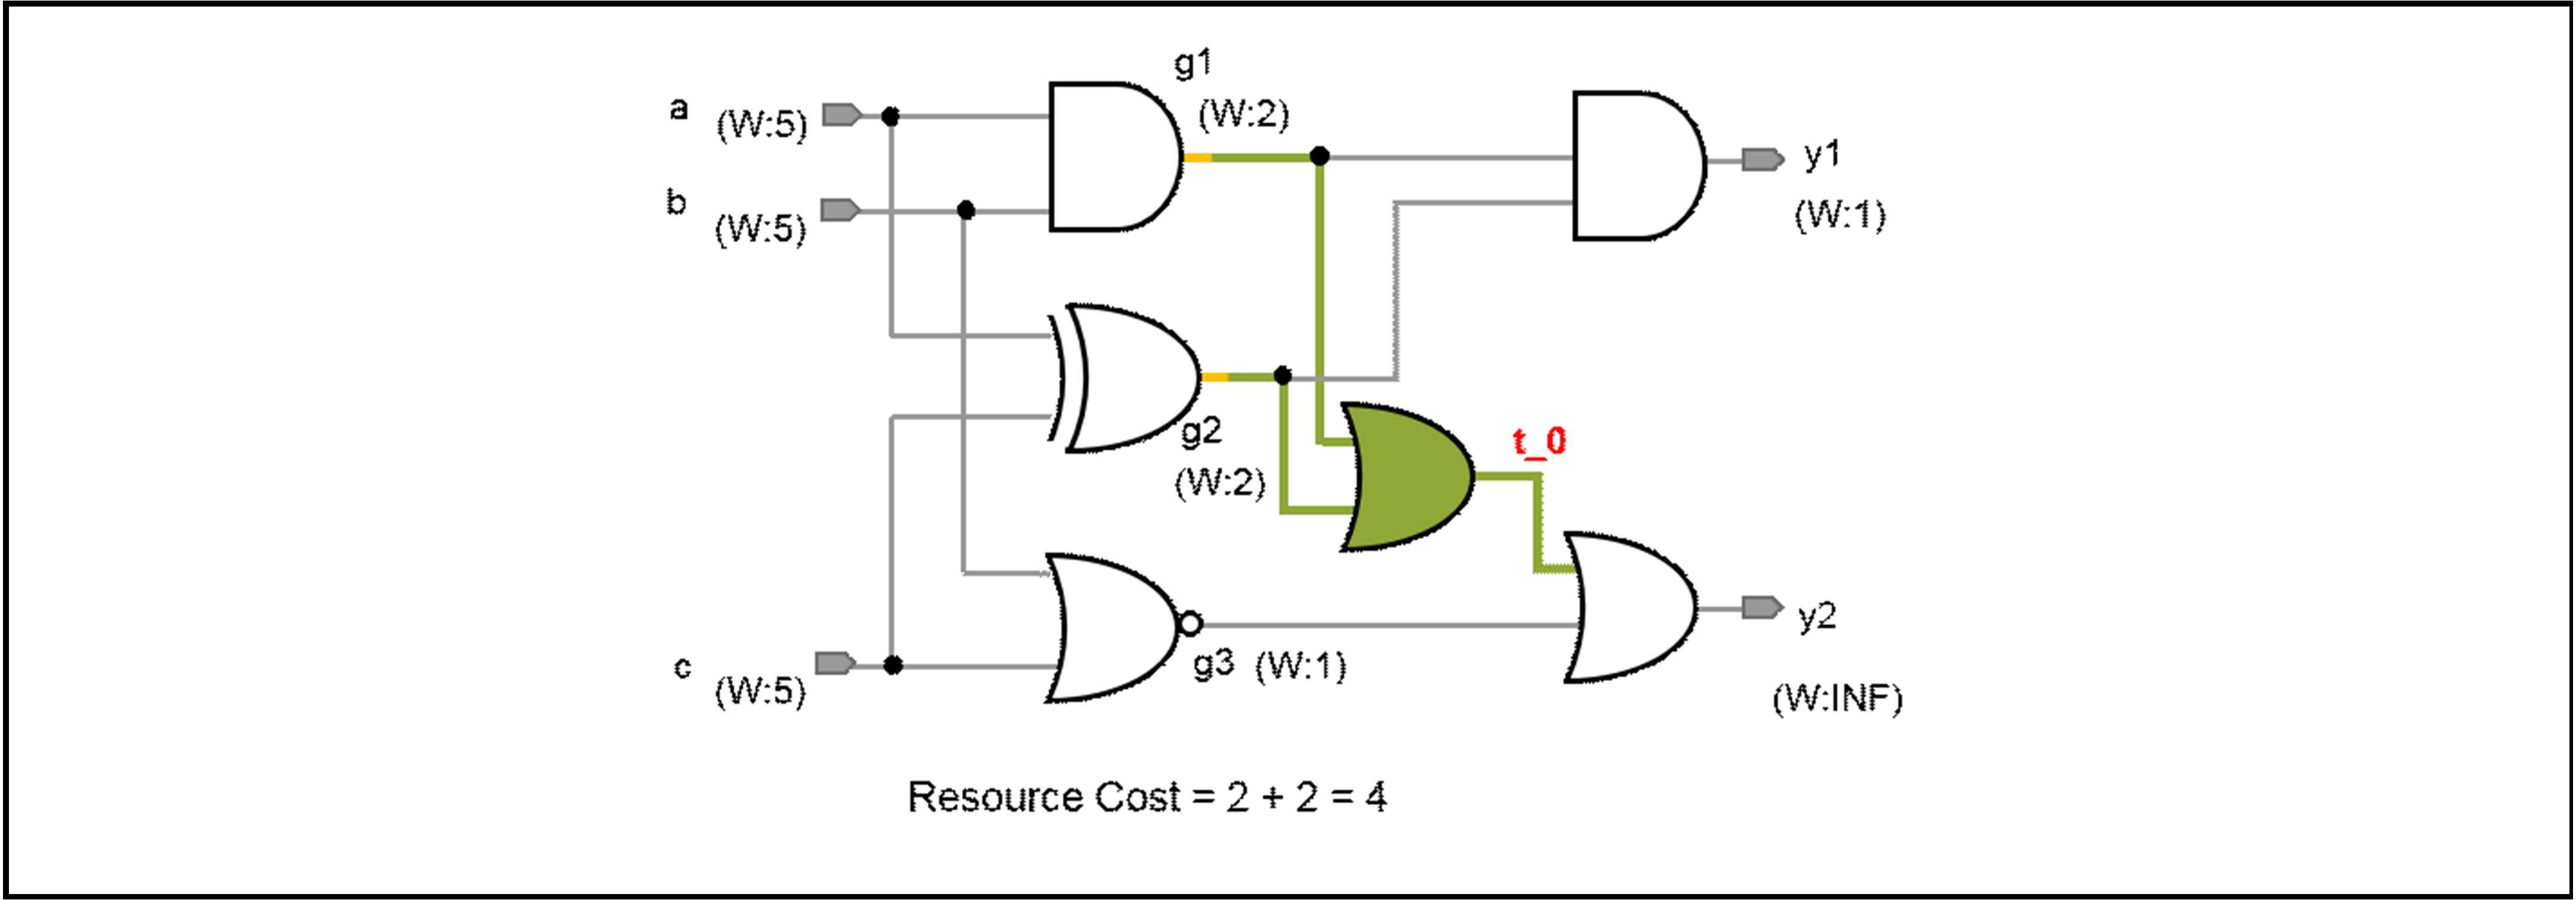 g1
a
(W:5)
(W:2)
y1
b
(W:5)
(W:1)
g2
t_0
(W:2)
y2
c
(W:5)
g3 (W:1)
(W:INF)
Resource Cost = 2 + 2 = 4